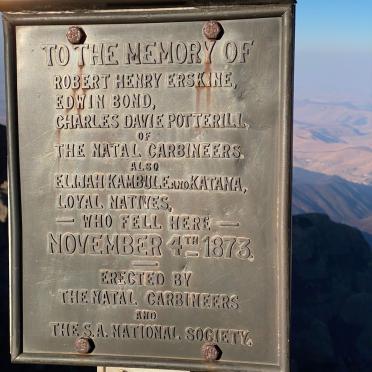 TO THE MEMORY OF
ROBERT HENRY ERSKINE,
EDWIN BOND,
CHARLES DAVIE POTTERILL,
OF
THE NATAL CARBINEERS.
ALSO
ELIJAH KAMBULE AND KATANA,
LOYAL NATIVES,
— WHO FELL HERE —
NOVEMBER 4TH 1873.
ERECTED BY
THE NATAL CARBINEERS
AND
THE S.A. NATIONAL SOCIETY.